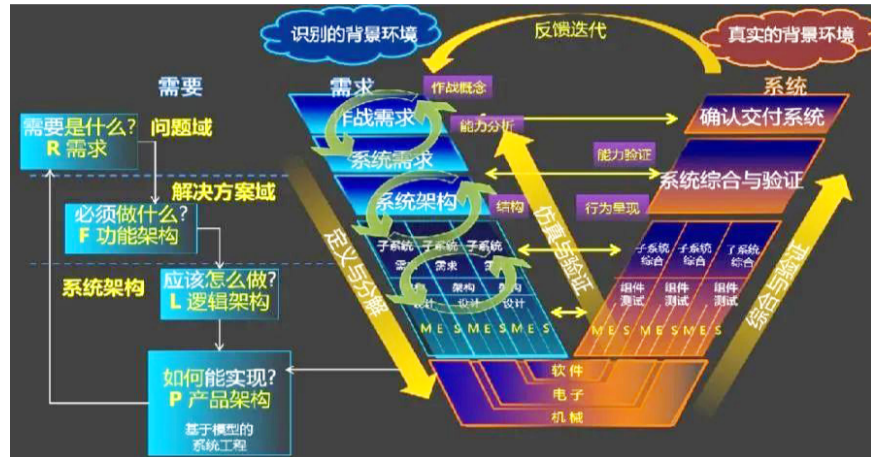 识别的背景环境
反馈迭代
真实的背景环境
需要
需求
系统
作战概念
需要是什么?
R 需求
问题域
作战需求
能力分析
确认交付系统
系统需求
能力验证
系统综合与验证
解决方案域
必须做什么?
F 功能架构
系统架构
结构
行为呈现
定义与分解
仿真与验证
综合与验证
子系统 子系统 子系统
需求 需求
子系统 子系统 子系统
综合 综合 综合
系统架构
应该怎么做?
L 逻辑架构
架构 架构
设计 设计 设计
组件 组件 组件
测试 测试 测试
M E S M E S M E S
M E S M E S M E S
如何能实现?
P 产品架构
基于模型的
系统工程
软件
电子
机械